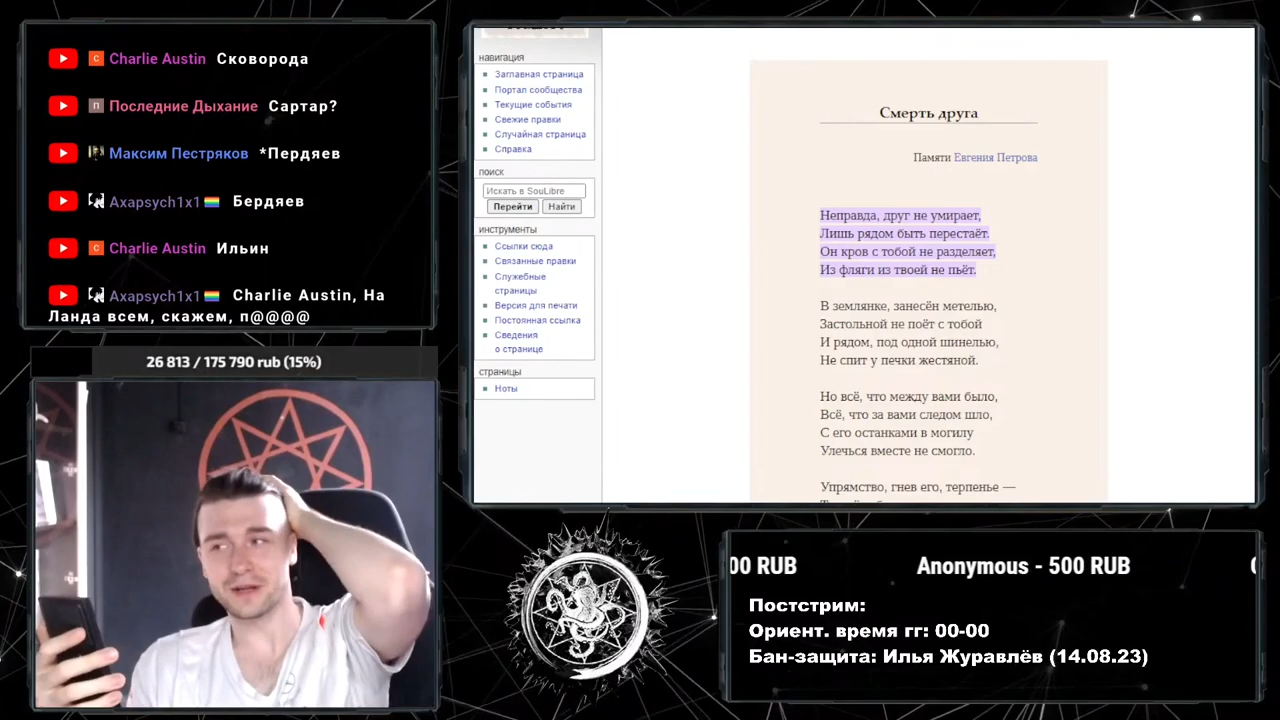 Charlie Austin Сковорода
Последние Дыхание Сартар?
Максим Пестряков *Пердяев
Axapsych1x1 Бердяев
Charlie Austin Ильин
Axapsych1x1 Charlie Austin, На
Ланда всем, скажем, п@@@@
26 813 / 175 790 rub (15%)
навигация
Заглавная страница
Портал сообщества
Текущие события
Свежие правки
Случайная страница
Справка
поиск
Искать в SouLibre
Перейти Найти
инструменты
Ссылки сюда
Связанные правки
Служебные
страницы
Версия для печати
Постоянная ссылка
Сведения
о странице
страницы
Ноты
Смерть друга
Памяти Евгения Петрова
Неправда, друг не умирает,
Лишь рядом быть перестаёт.
Он кров с тобой не разделяет,
Из фляги из твоей не пьёт.
В землянке, занесён метелью,
Застольной не поёт с тобой
И рядом, под одной шинелью,
Не спит у печки жестяной.
Но всё, что между вами было,
Всё, что за вами следом шло,
С его останками в могилу
Улечься вместе не смогло.
Упрямство, гнев его, терпенье —
00 RUB Anonymous - 500 RUB
Постстрим:
Ориент. время гг: 00-00
Бан-защита: Илья Журавлёв (14.08.23)